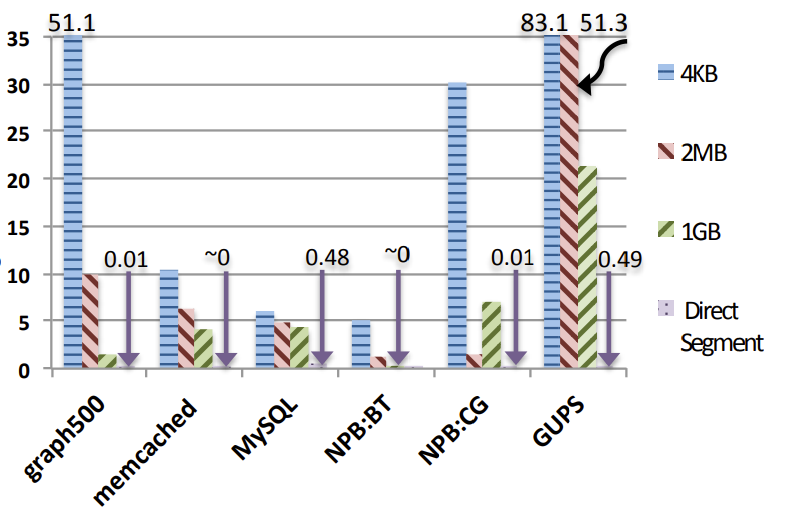 51.1
83.1 51.3
35
30
25
20
15
10
5
0
0.01
~0
0.48
~0
0.01
0.49
graph500
memcached
MySQL
NPB:BT
NPB:CG
GUPS
4KB
2MB
1GB
Direct
Segment